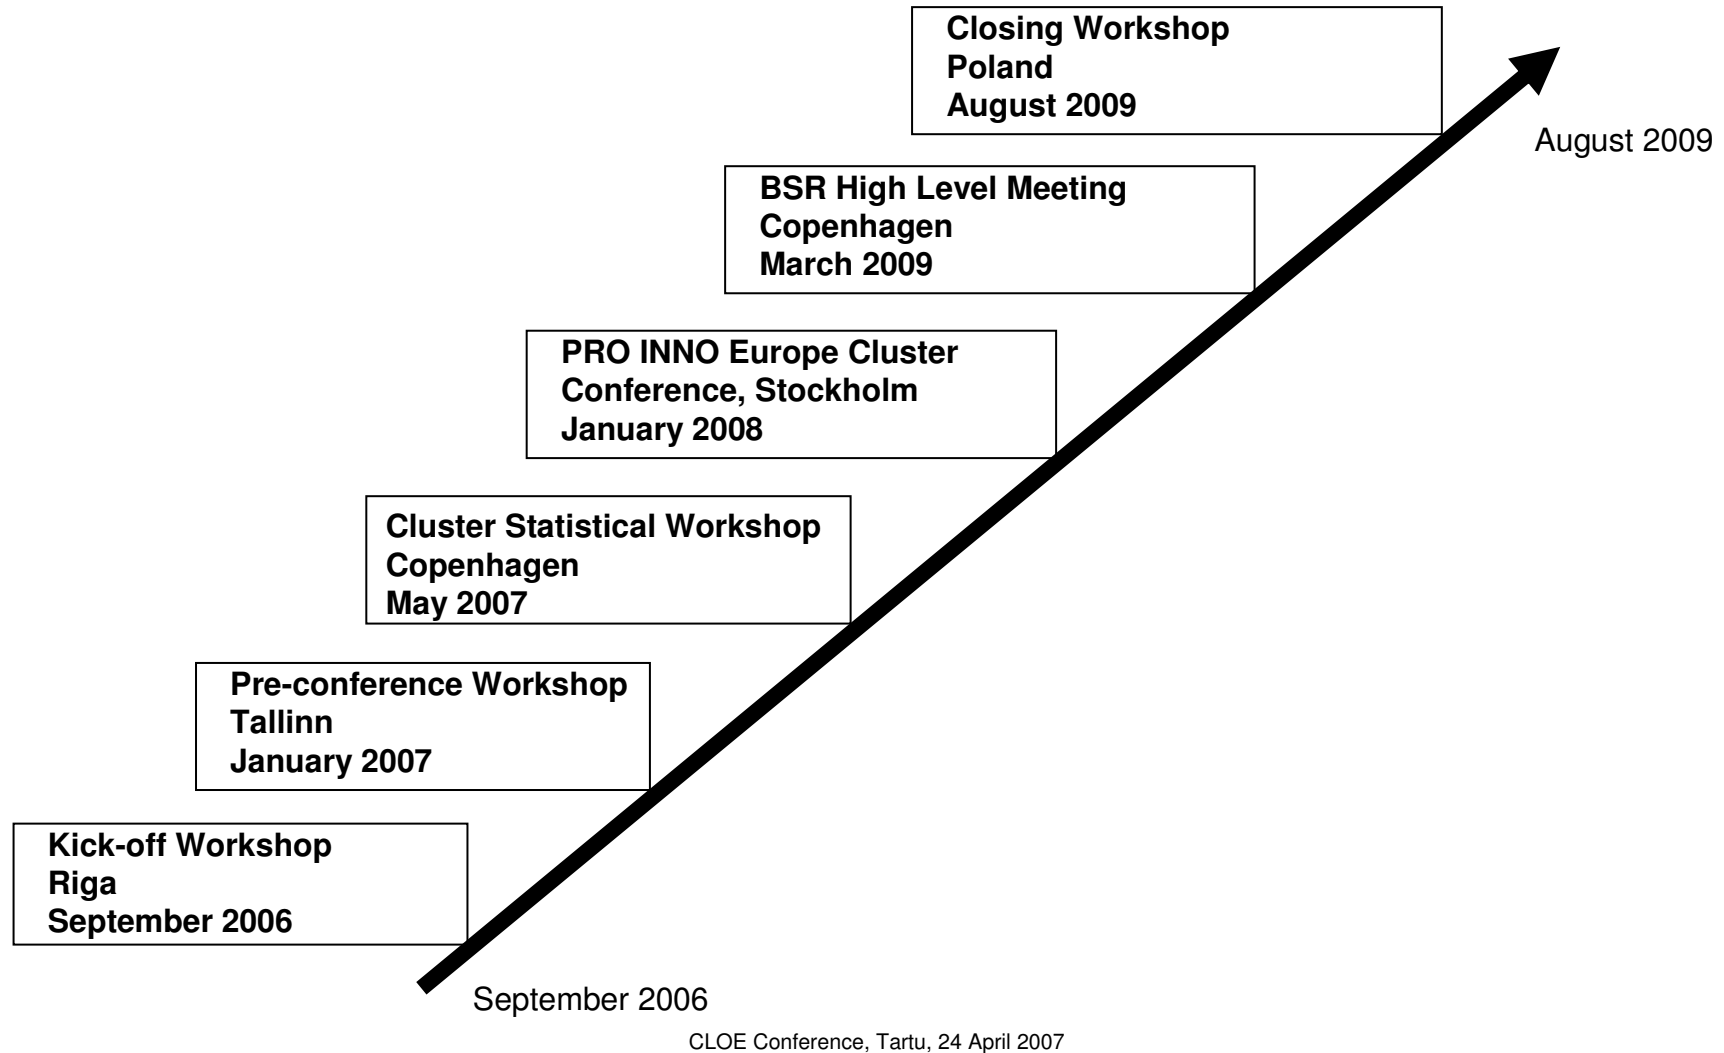 Closing Workshop
Poland
August 2009
August 2009
BSR High Level Meeting
Copenhagen
March 2009
PRO INNO Europe Cluster
Conference, Stockholm
January 2008
Cluster Statistical Workshop
Copenhagen
May 2007
Pre-conference Workshop
Tallinn
January 2007
Kick-off Workshop
Riga
September 2006
September 2006
CLOE Conference, Tartu, 24 April 2007